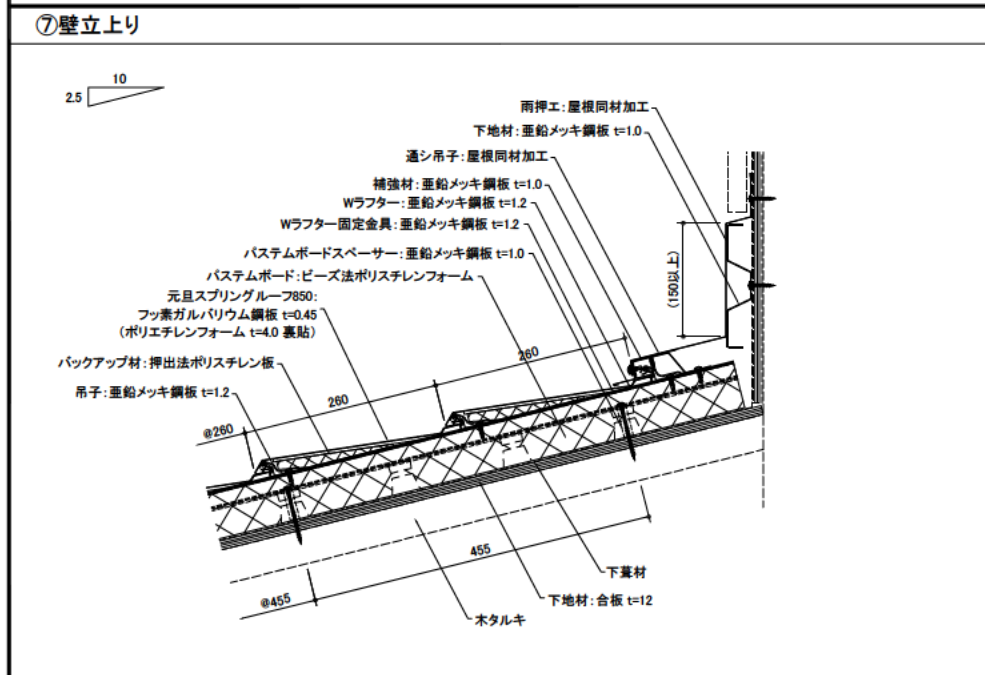 ⑦壁立上り
10
2.5
雨押エ:屋根同材加工
下地材:亜鉛メッキ鋼板 t=1.0
通シ吊子:屋根同材加工
補強材:亜鉛メッキ鋼板 t=1.0
Wラフター:亜鉛メッキ鋼板 t=1.2
Wラフター固定金具:亜鉛メッキ鋼板 t=1.2
パステムボードスペーサー:亜鉛メッキ鋼板 t=1.0
パステムボード:ビーズ法ポリスチレンフォーム
元旦スプリングルーフ850:
フッ素ガルバリウム鋼板 t=0.45
(ポリエチレンフォーム t=4.0 裏貼)
バックアップ材:押出法ポリスチレン板
吊子:亜鉛メッキ鋼板 t=1.2
(150以上)
260
260
@260
455
@455
下葺材
下地材:合板 t=12
木タルキ